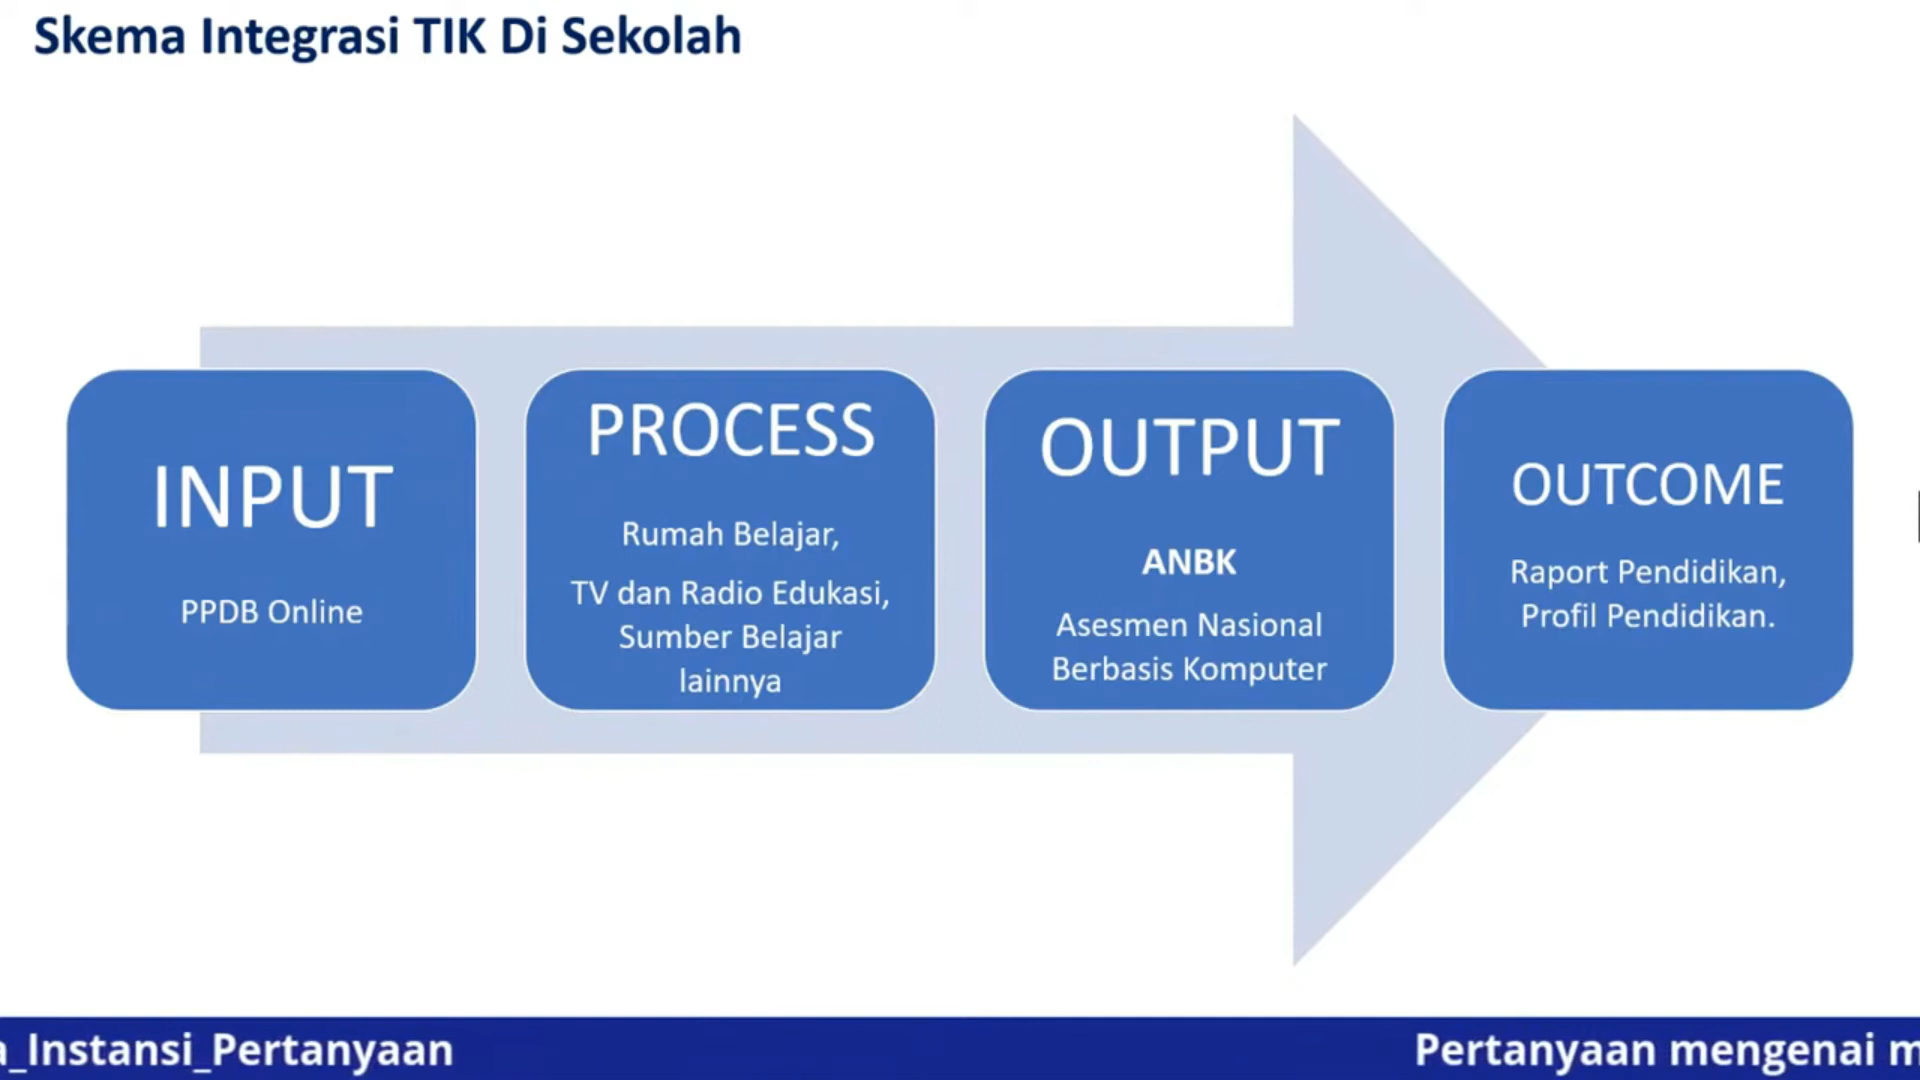 Skema Integrasi TIK Di Sekolah
INPUT
PPDB Online
PROCESS
Rumah Belajar,
TV dan Radio Edukasi,
Sumber Belajar
lainnya
OUTPUT
ANBK
Asesmen Nasional
Berbasis Komputer
OUTCOME
Raport Pendidikan,
Profil Pendidikan.
_Instansi_Pertanyaan
Pertanyaan mengenai